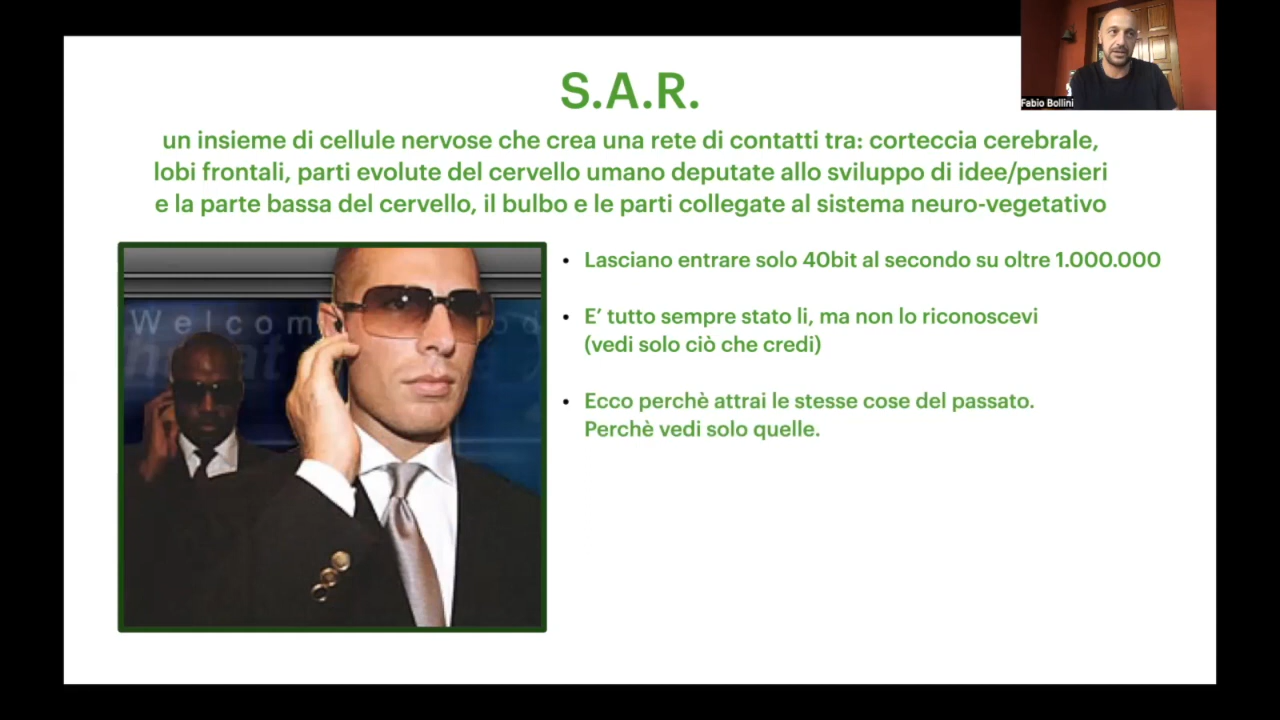 S.A.R.
Fabio Bollini
un insieme di cellule nervose che crea una rete di contatti tra: corteccia cerebrale,
lobi frontali, parti evolute del cervello umano deputate allo sviluppo di idee/pensieri
e la parte bassa del cervello, il bulbo e le parti collegate al sistema neuro-vegetativo
• Lasciano entrare solo 40bit al secondo su oltre 1.000.000
• E’ tutto sempre stato li, ma non lo riconoscevi
(vedi solo ciò che credi)
• Ecco perchè attrai le stesse cose del passato.
Perchè vedi solo quelle.
Welcom